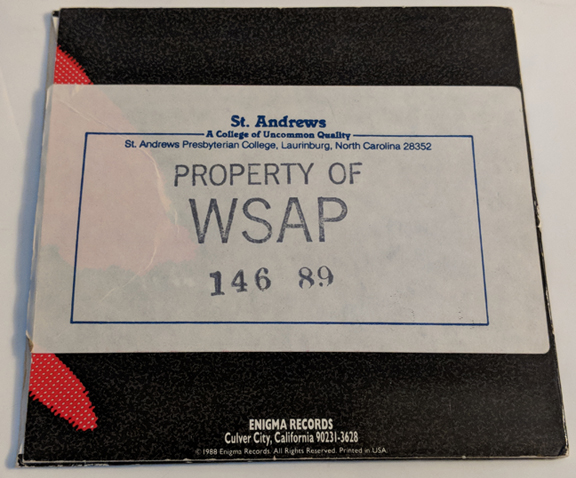 St. Andrews
A College of Uncommon Quality
St. Andrews Presbyterian College, Laurinburg, North Carolina 28352
PROPERTY OF
WSAP
146 89
ENIGMA RECORDS
Culver City, California 90231-3628
© 1988 Enigma Records. All Rights Reserved. Printed in USA.